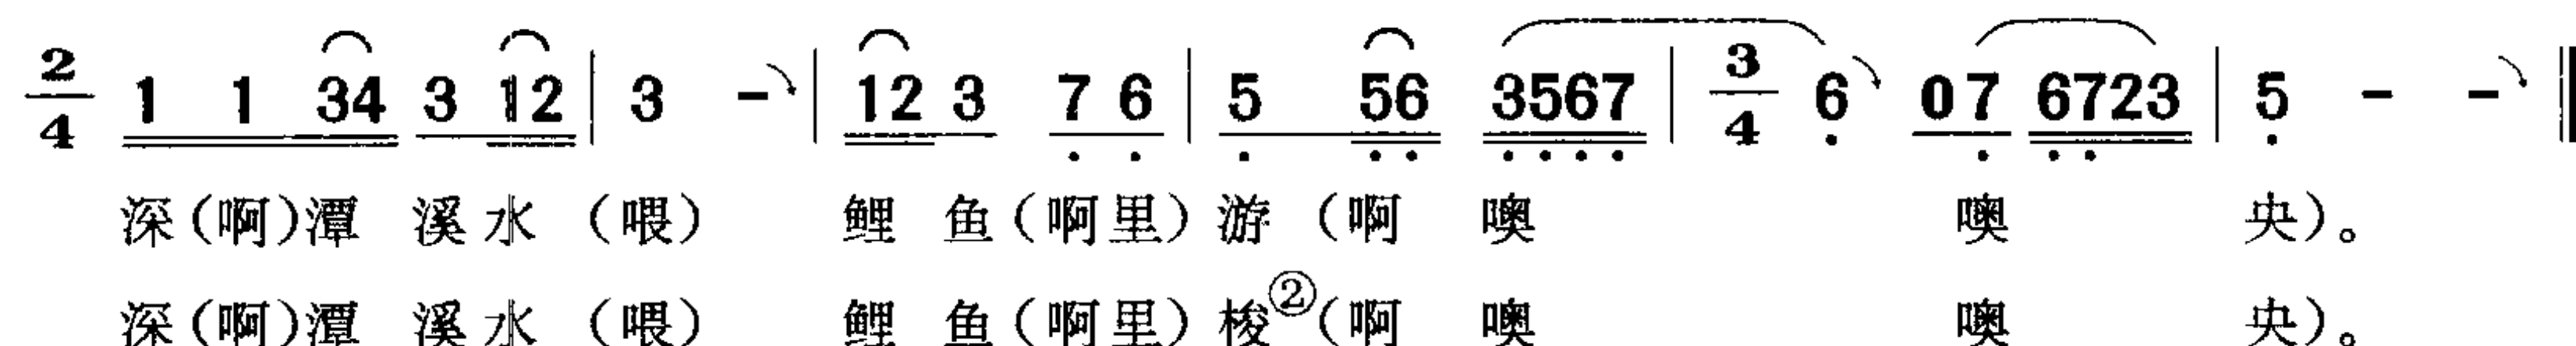 2/4 1 1 34 3 12 | 3 - | 12 3 7 6 | 5 56 3567 | 3/4 6 07 6723 | 5 - - ‖
深（啊）潭 溪水（喂） 鲤 鱼（啊里）游（啊 噢 噢 央）。
深（啊）潭 溪水（喂） 鲤 鱼（啊里）梭②（啊 噢 噢 央）。